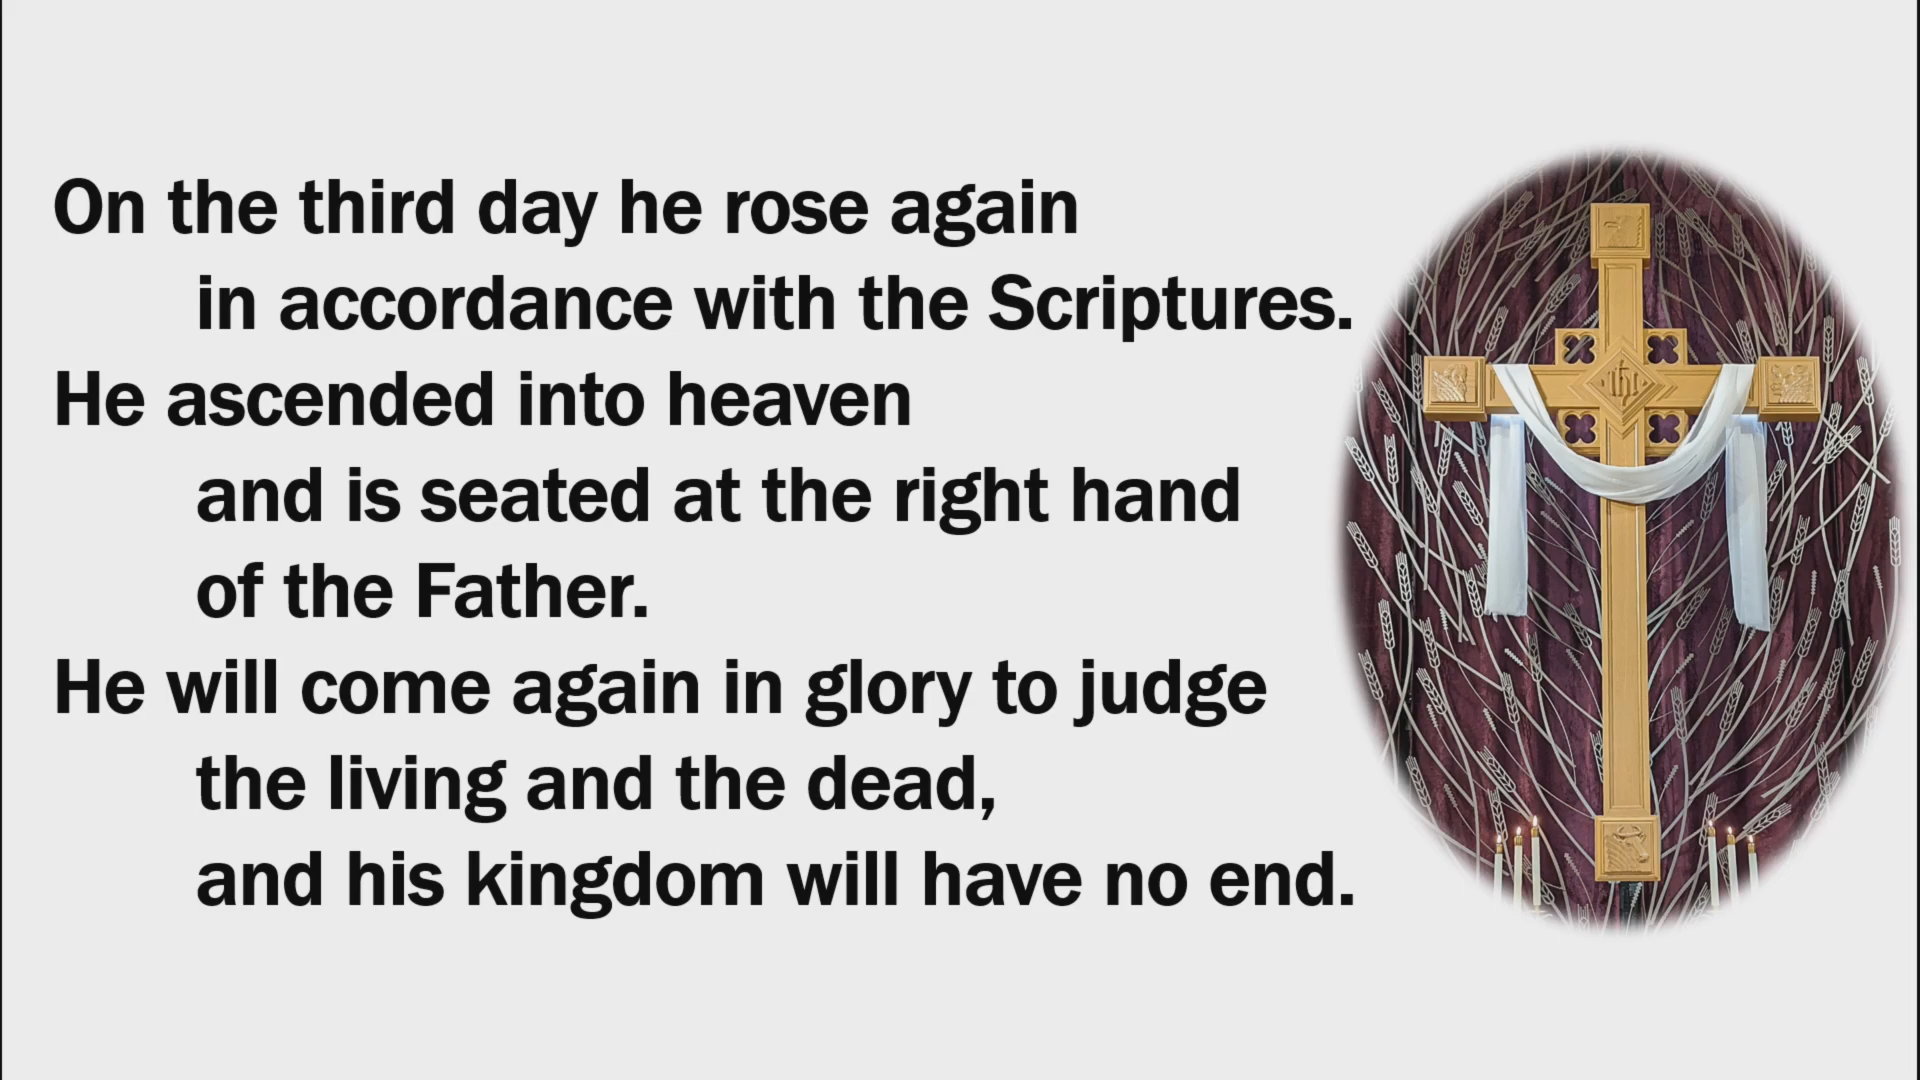 On the third day he rose again
in accordance with the Scriptures.
He ascended into heaven
and is seated at the right hand
of the Father.
He will come again in glory to judge
the living and the dead,
and his kingdom will have no end.